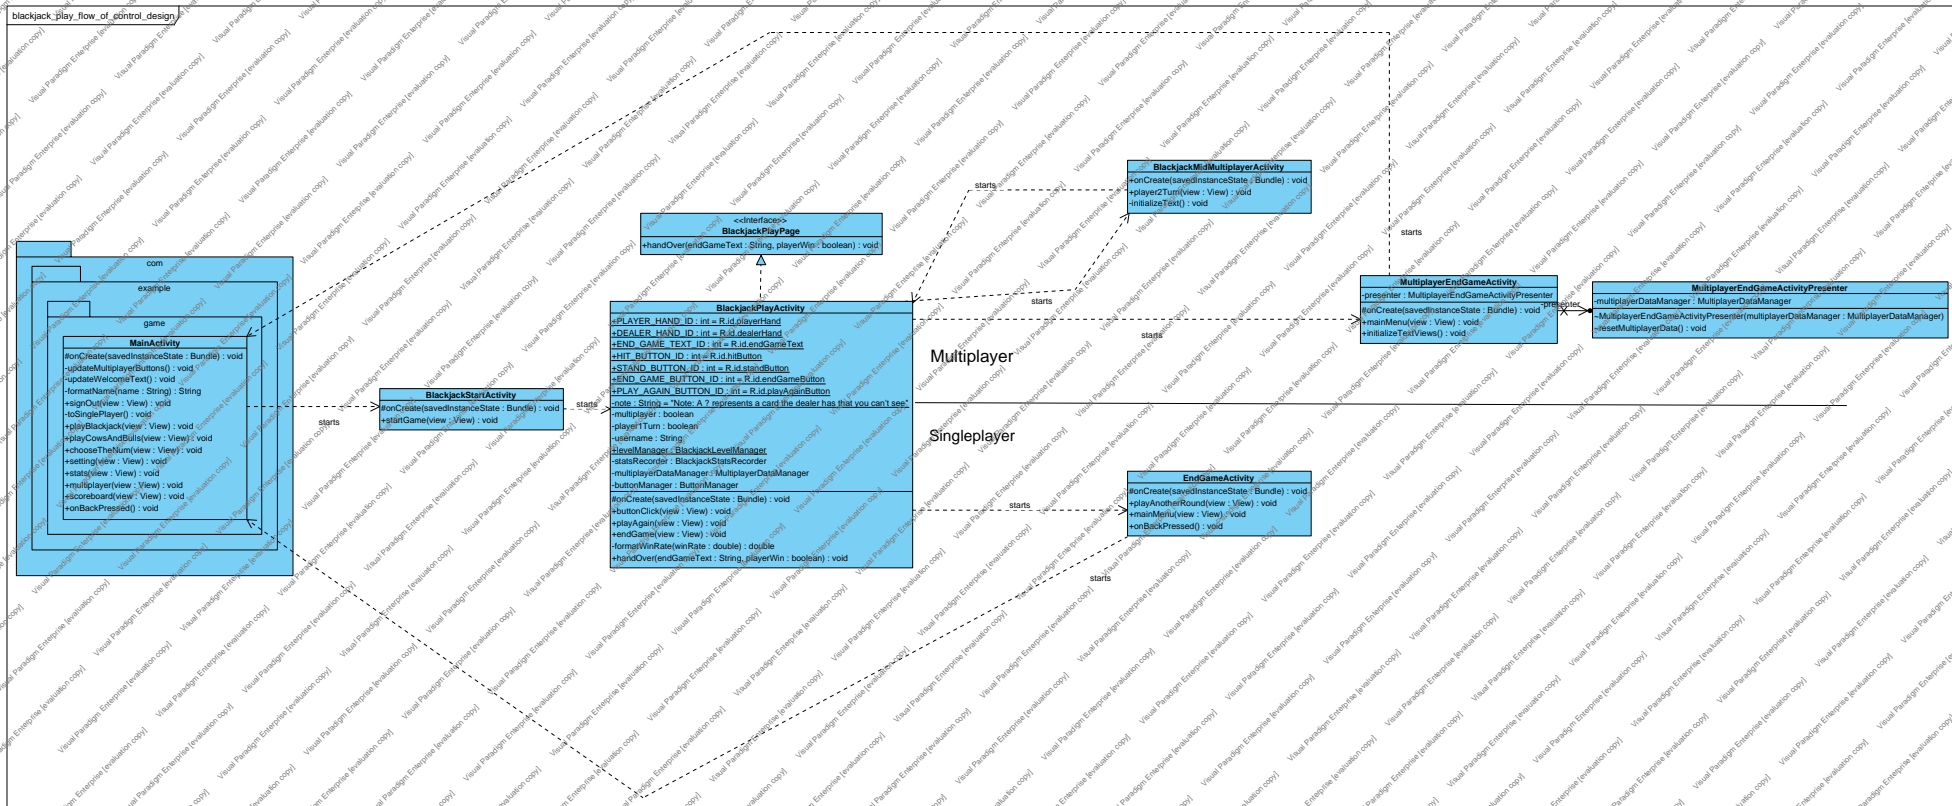 blackjack_play_flow_of_control_design
com
example
game
MainActivity
#onCreate(savedInstanceState : Bundle) : void
-updateMultiplayerButtons() : void
-updateWelcomeText() : void
-formatName(name : String) : String
+signOut(view : View) : void
-toSinglePlayer() : void
+playBlackjack(view : View) : void
+playCowsAndBulls(view : View) : void
+chooseTheNum(view : View) : void
+setting(view : View) : void
+stats(view : View) : void
+multiplayer(view : View) : void
+scoreboard(view : View) : void
+onBackPressed() : void
starts
BlackjackStartActivity
#onCreate(savedInstanceState : Bundle) : void
+startGame(view : View) : void
starts
<<Interface>>
BlackjackPlayPage
+handOver(endGameText : String, playerWin : boolean) : void
BlackjackPlayActivity
+PLAYER_HAND_ID : int = R.id.playerHand
+DEALER_HAND_ID : int = R.id.dealerHand
+END_GAME_TEXT_ID : int = R.id.endGameText
+HIT_BUTTON_ID : int = R.id.hitButton
+STAND_BUTTON_ID : int = R.id.standButton
+END_GAME_BUTTON_ID : int = R.id.endGameButton
+PLAY_AGAIN_BUTTON_ID : int = R.id.playAgainButton
-note : String = "Note: A ? represents a card the dealer has that you can't see"
-multiplayer : boolean
-player1Turn : boolean
-username : String
+levelManager : BlackjackLevelManager
-statsRecorder : BlackjackStatsRecorder
-multiplayerDataManager : MultiplayerDataManager
-buttonManager : ButtonManager
#onCreate(savedInstanceState : Bundle) : void
+buttonClick(view : View) : void
+playAgain(view : View) : void
+endGame(view : View) : void
-formatWinRate(winRate : double) : double
+handOver(endGameText : String, playerWin : boolean) : void
Multiplayer
Singleplayer
starts
BlackjackMidMultiplayerActivity
+onCreate(savedInstanceState : Bundle) : void
+player2Turn(view : View) : void
-initializeText() : void
starts
starts
starts
MultiplayerEndGameActivity
-presenter : MultiplayerEndGameActivityPresenter
#onCreate(savedInstanceState : Bundle) : void
+mainMenu(view : View) : void
+initializeTextViews() : void
-presenter
MultiplayerEndGameActivityPresenter
-multiplayerDataManager : MultiplayerDataManager
~MultiplayerEndGameActivityPresenter(multiplayerDataManager : MultiplayerDataManager)
~resetMultiplayerData() : void
starts
EndGameActivity
#onCreate(savedInstanceState : Bundle) : void
+playAnotherRound(view : View) : void
+mainMenu(view : View) : void
+onBackPressed() : void
starts
Visual Paradigm Enterprise [evaluation copy]